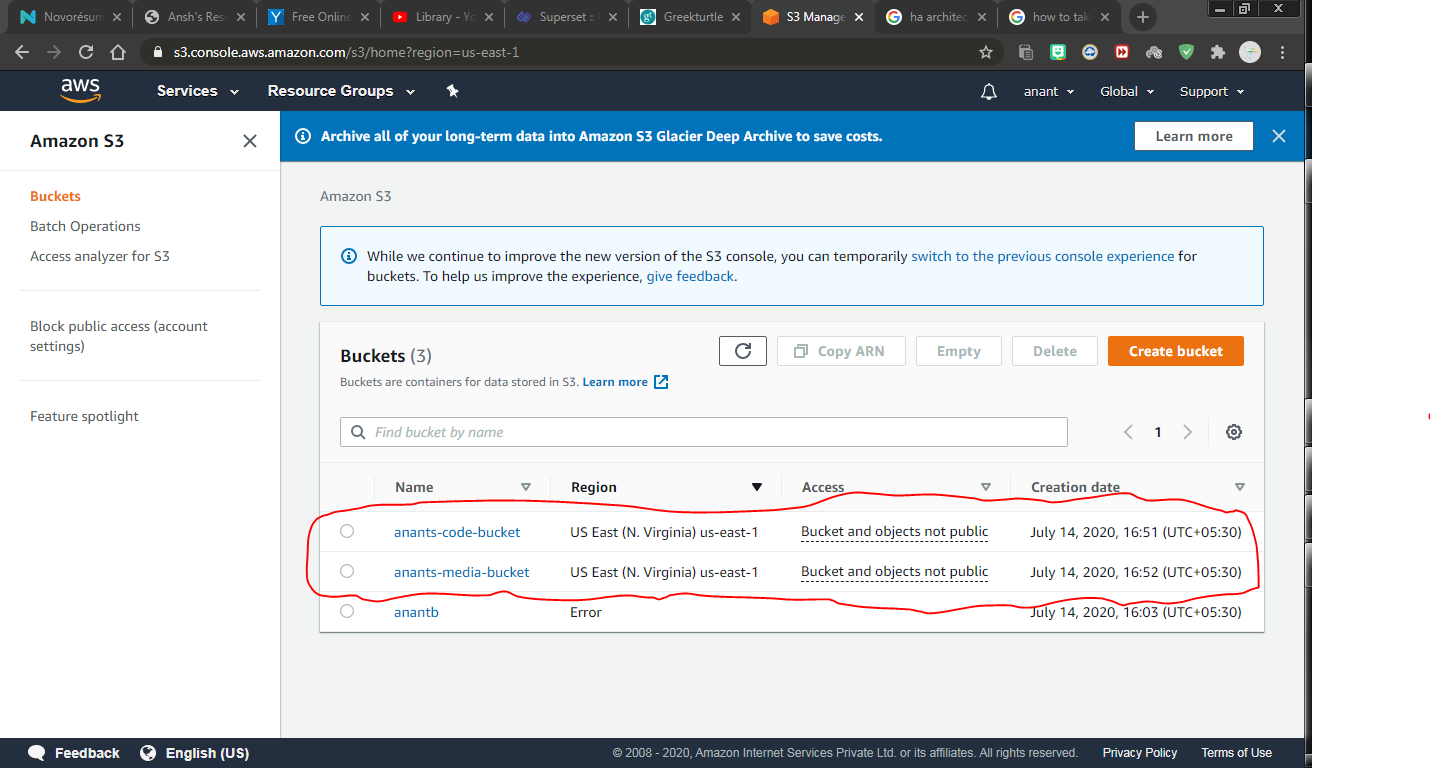 Novorésum
Ansh's Resu
Free Online
Library - Yo
Superset ::
Greekturtle
S3 Manage
ha architec
how to take
s3.console.aws.amazon.com/s3/home?region=us-east-1
aws
Services
Resource Groups
anant
Global
Support
Amazon S3
Archive all of your long-term data into Amazon S3 Glacier Deep Archive to save costs.
Learn more
Buckets
Batch Operations
Access analyzer for S3
Block public access (account
settings)
Feature spotlight
Amazon S3
While we continue to improve the new version of the S3 console, you can temporarily switch to the previous console experience for
buckets. To help us improve the experience, give feedback.
Buckets (3)
Copy ARN
Empty
Delete
Create bucket
Buckets are containers for data stored in S3. Learn more
Find bucket by name
1
Name
Region
Access
Creation date
anants-code-bucket
US East (N. Virginia) us-east-1
Bucket and objects not public
July 14, 2020, 16:51 (UTC+05:30)
anants-media-bucket
US East (N. Virginia) us-east-1
Bucket and objects not public
July 14, 2020, 16:52 (UTC+05:30)
anantb
Error
July 14, 2020, 16:03 (UTC+05:30)
Feedback
English (US)
© 2008 - 2020, Amazon Internet Services Private Ltd. or its affiliates. All rights reserved.
Privacy Policy
Terms of Use